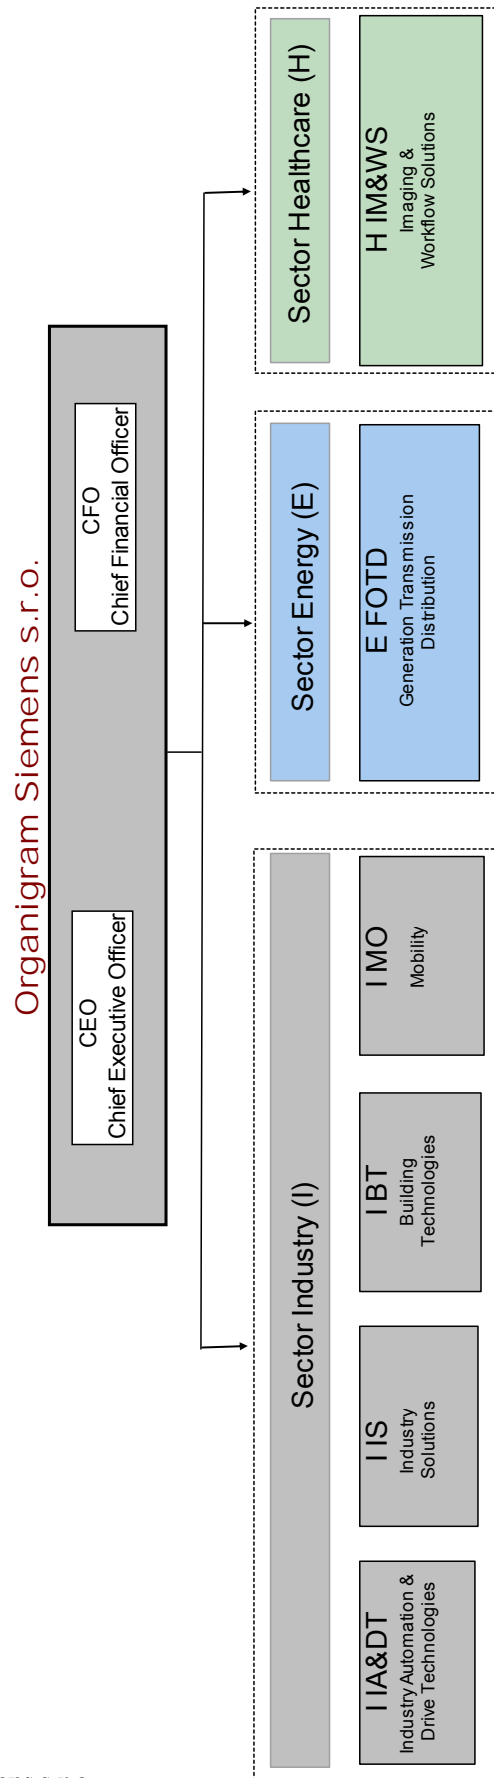 Organigram Siemens s.r.o.
CEO
Chief Executive Officer
CFO
Chief Financial Officer
Sector Industry (I)
Sector Energy (E)
Sector Healthcare (H)
I IA&DT
Industry Automation &
Drive Technologies
I IS
Industry
Solutions
I BT
Building
Technologies
I MO
Mobility
E FOTD
Generation Transmission
Distribution
H IM&WS
Imaging &
Workflow Solutions